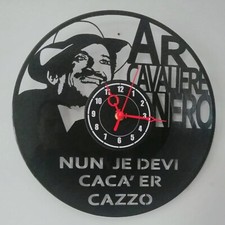 AR
CAVALIERE
NERO
NUN JE DEVI
CACA' ER
CAZZO